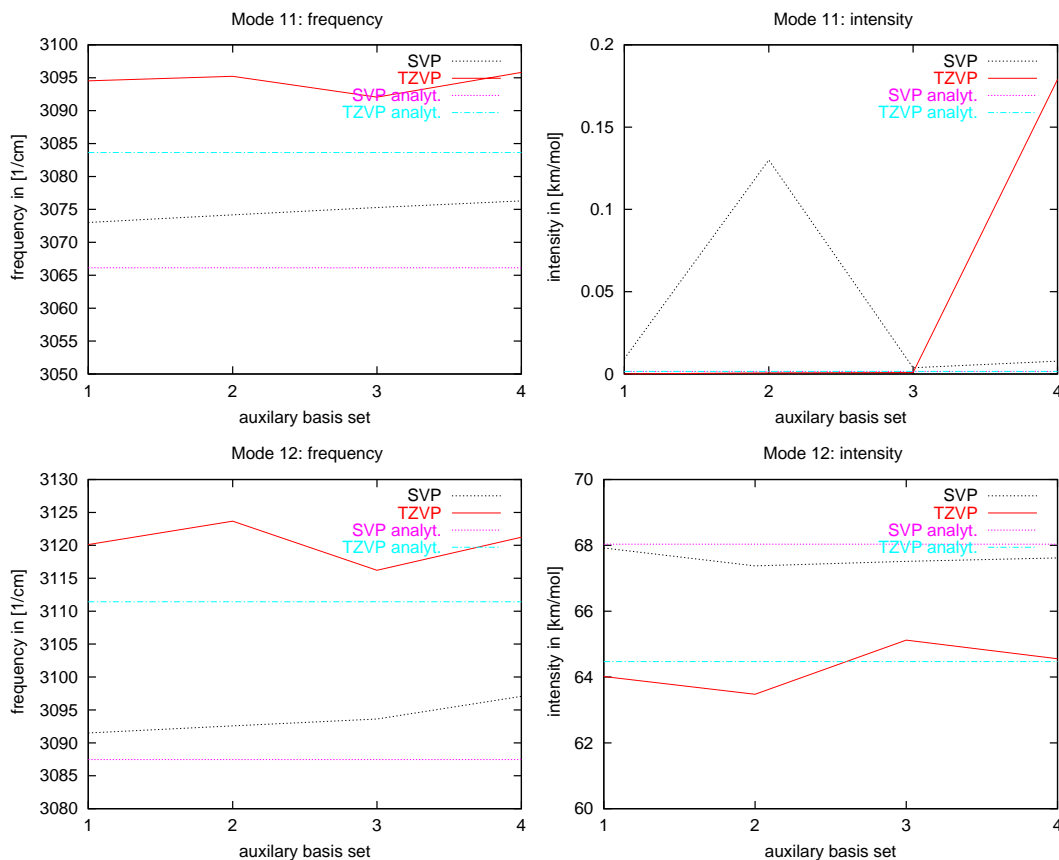 Mode 11: frequency
3100
3095
3090
3085
3080
3075
3070
3065
3060
3055
3050
frequency in [1/cm]
SVP
TZVP
SVP analyt.
TZVP analyt.
1 2 3 4
auxilary basis set
Mode 11: intensity
0.2
0.15
0.1
0.05
0
intensity in [km/mol]
SVP
TZVP
SVP analyt.
TZVP analyt.
1 2 3 4
auxilary basis set
Mode 12: frequency
3130
3125
3120
3115
3110
3105
3100
3095
3090
3085
3080
frequency in [1/cm]
SVP
TZVP
SVP analyt.
TZVP analyt.
1 2 3 4
auxilary basis set
Mode 12: intensity
70
68
66
64
62
60
intensity in [km/mol]
SVP
TZVP
SVP analyt.
TZVP analyt.
1 2 3 4
auxilary basis set